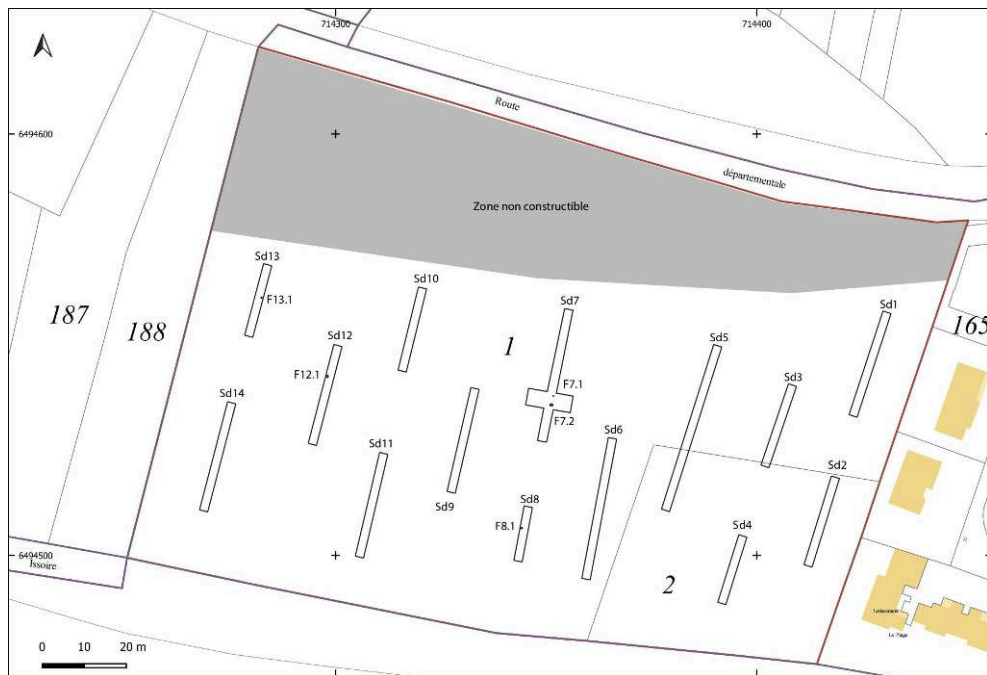 714300
714400
Route
6494600
départementale
Zone non constructible
Sd13
Sd10
F13.1
Sd7
Sd1
187
188
1
165
Sd12
Sd5
F12.1
Sd3
F7.1
Sd14
F7.2
Sd6
Sd11
Sd2
Sd9
Sd8
F8.1
Sd4
6494500
Issoire
2
0 10 20 m